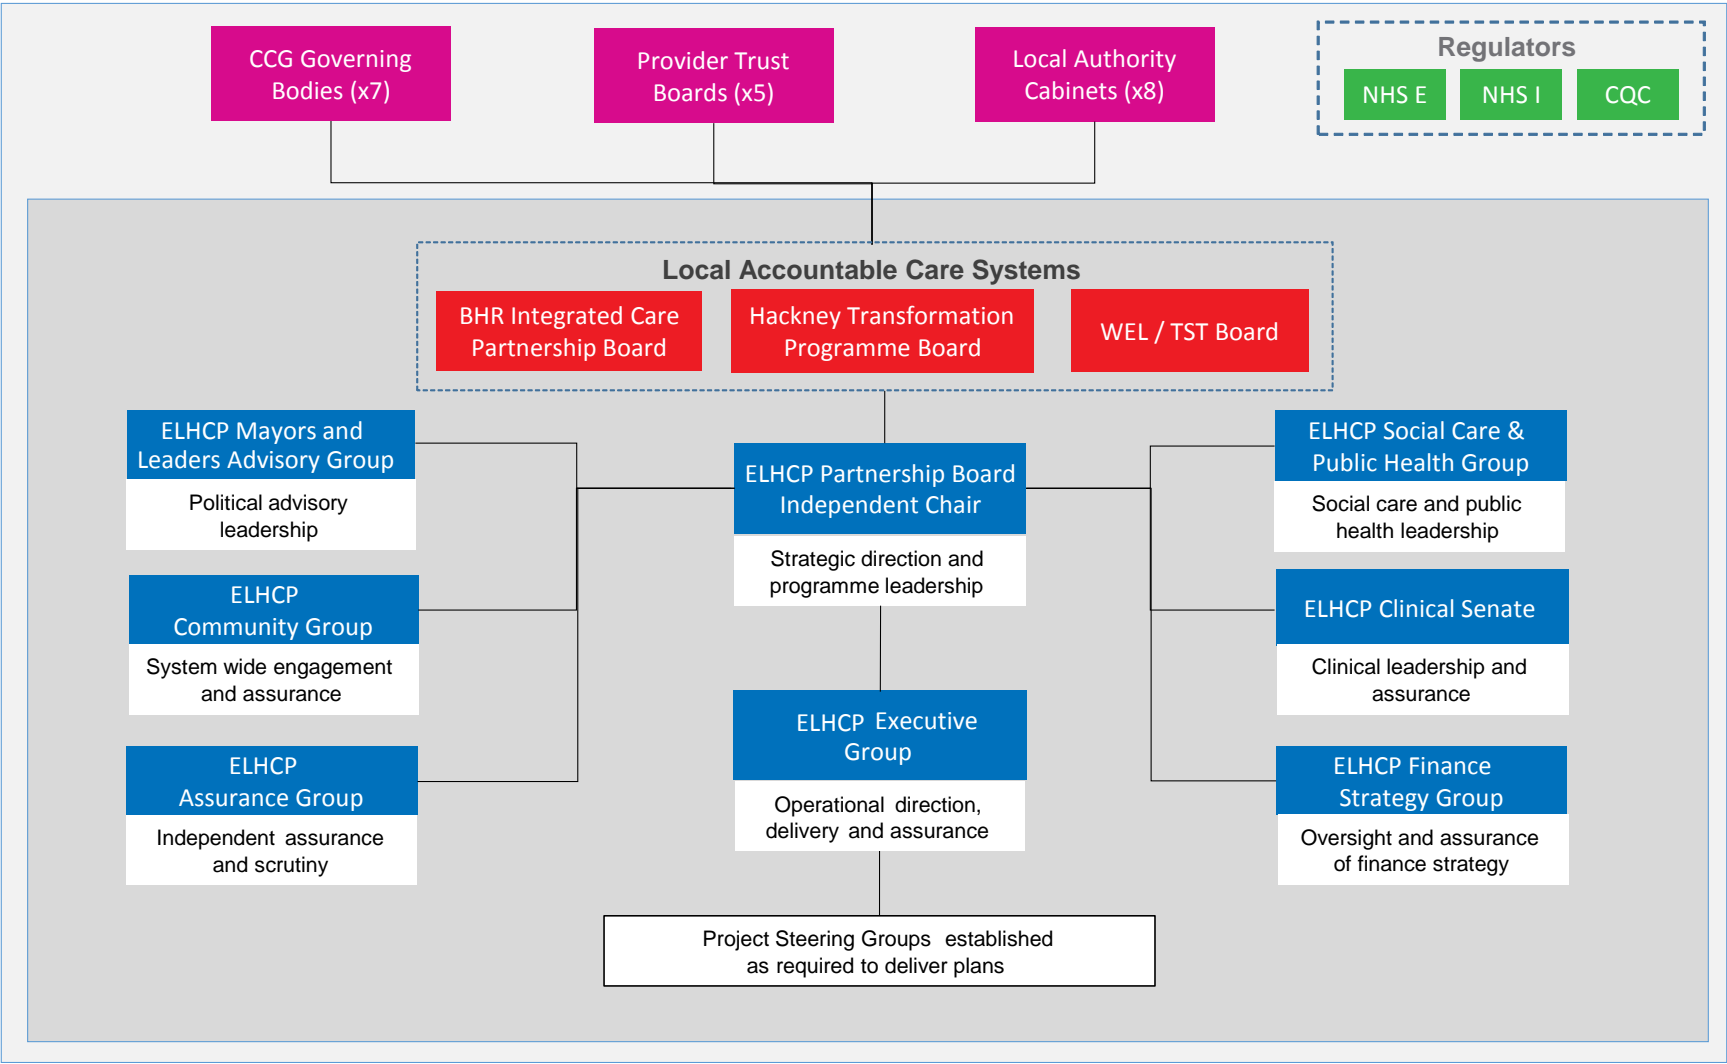 CCG Governing
Bodies (x7)
Provider Trust
Boards (x5)
Local Authority
Cabinets (x8)
Regulators
NHS E
NHS I
CQC
Local Accountable Care Systems
BHR Integrated Care
Partnership Board
Hackney Transformation
Programme Board
WEL / TST Board
ELHCP Mayors and
Leaders Advisory Group
Political advisory
leadership
ELHCP Partnership Board
Independent Chair
Strategic direction and
programme leadership
ELHCP Social Care &
Public Health Group
Social care and public
health leadership
ELHCP
Community Group
System wide engagement
and assurance
ELHCP Clinical Senate
Clinical leadership and
assurance
ELHCP Executive
Group
Operational direction,
delivery and assurance
ELHCP
Assurance Group
Independent assurance
and scrutiny
ELHCP Finance
Strategy Group
Oversight and assurance
of finance strategy
Project Steering Groups established
as required to deliver plans